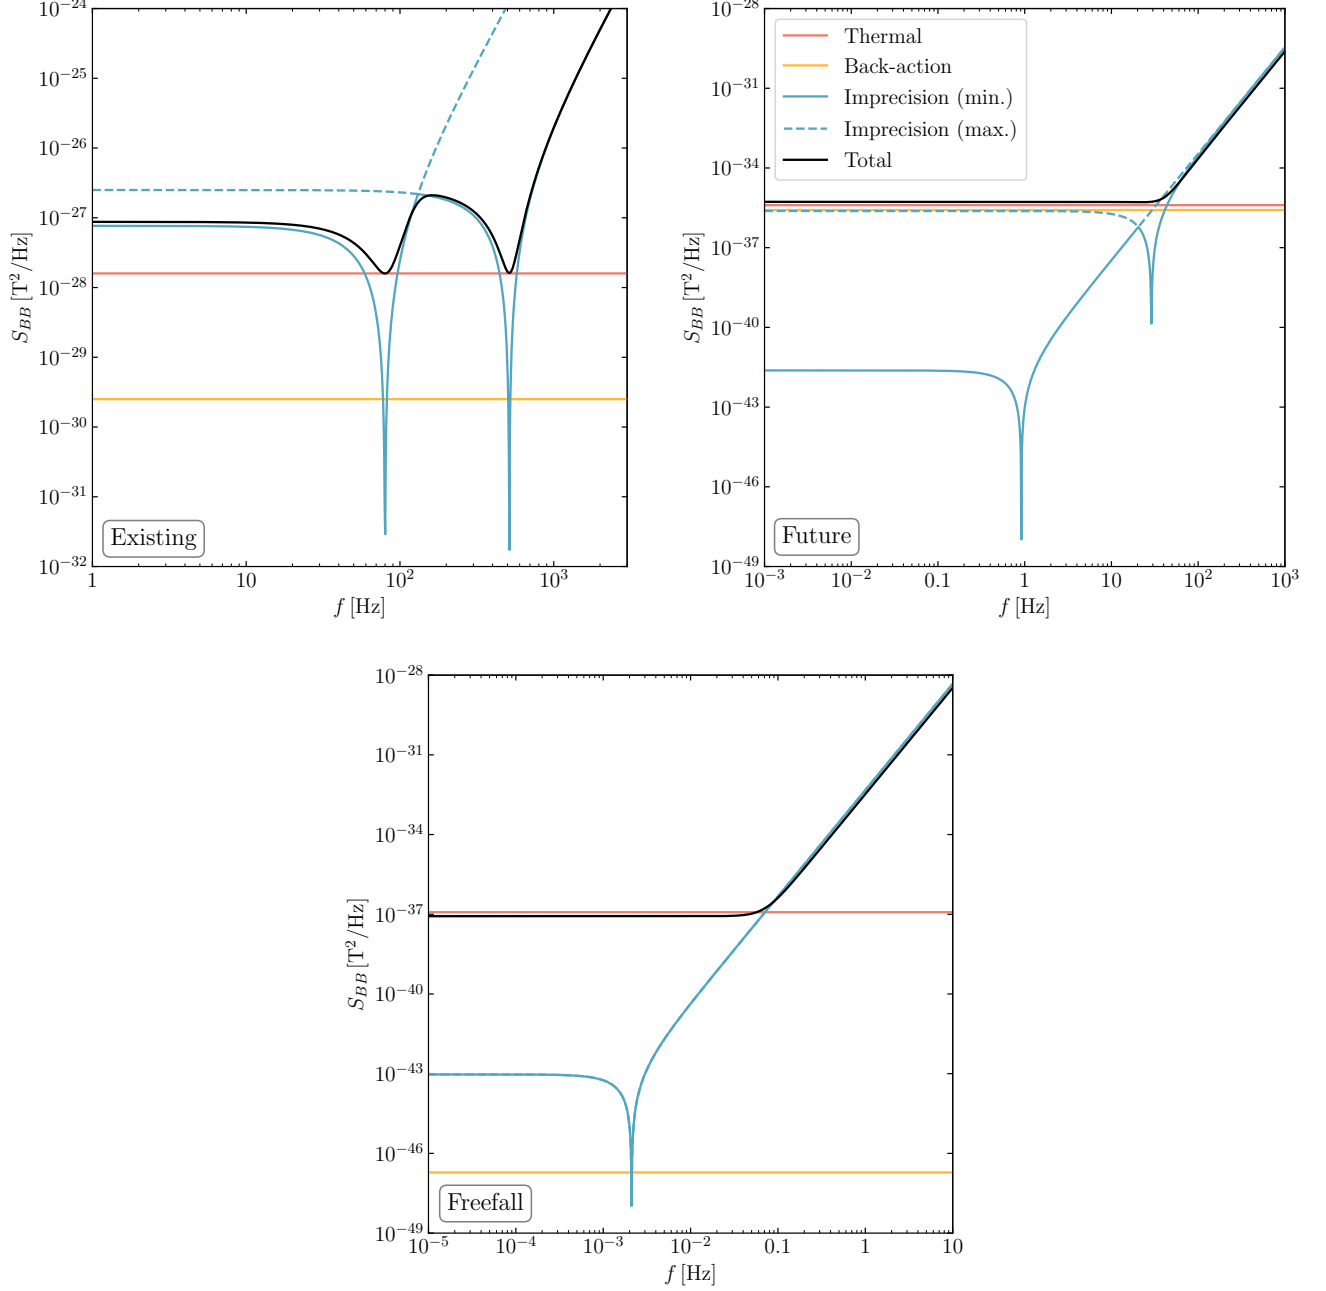 10⁻²⁴
10⁻²⁵
10⁻²⁶
10⁻²⁷
10⁻²⁸
10⁻²⁹
10⁻³⁰
10⁻³¹
10⁻³²
S_BB [T²/Hz]
Existing
1 10 10² 10³
f [Hz]
10⁻²⁸
10⁻³¹
10⁻³⁴
10⁻³⁷
10⁻⁴⁰
10⁻⁴³
10⁻⁴⁶
10⁻⁴⁹
S_BB [T²/Hz]
Thermal
Back-action
Imprecision (min.)
Imprecision (max.)
Total
Future
10⁻³ 10⁻² 0.1 1 10 10² 10³
f [Hz]
10⁻²⁸
10⁻³¹
10⁻³⁴
10⁻³⁷
10⁻⁴⁰
10⁻⁴³
10⁻⁴⁶
10⁻⁴⁹
S_BB [T²/Hz]
Freefall
10⁻⁵ 10⁻⁴ 10⁻³ 10⁻² 0.1 1 10
f [Hz]